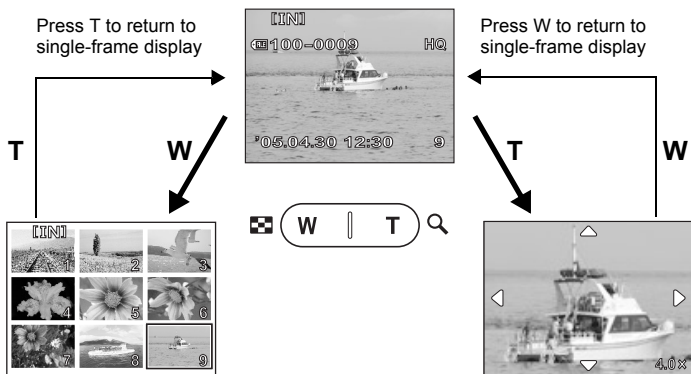 Press T to return to
single-frame display
[IN]
FILE 100-0009 HQ
'05.04.30 12:30 9
Press W to return to
single-frame display
T
W
T
W
W T
[IN]
1
2
3
4
5
6
7
8
9
4.0×